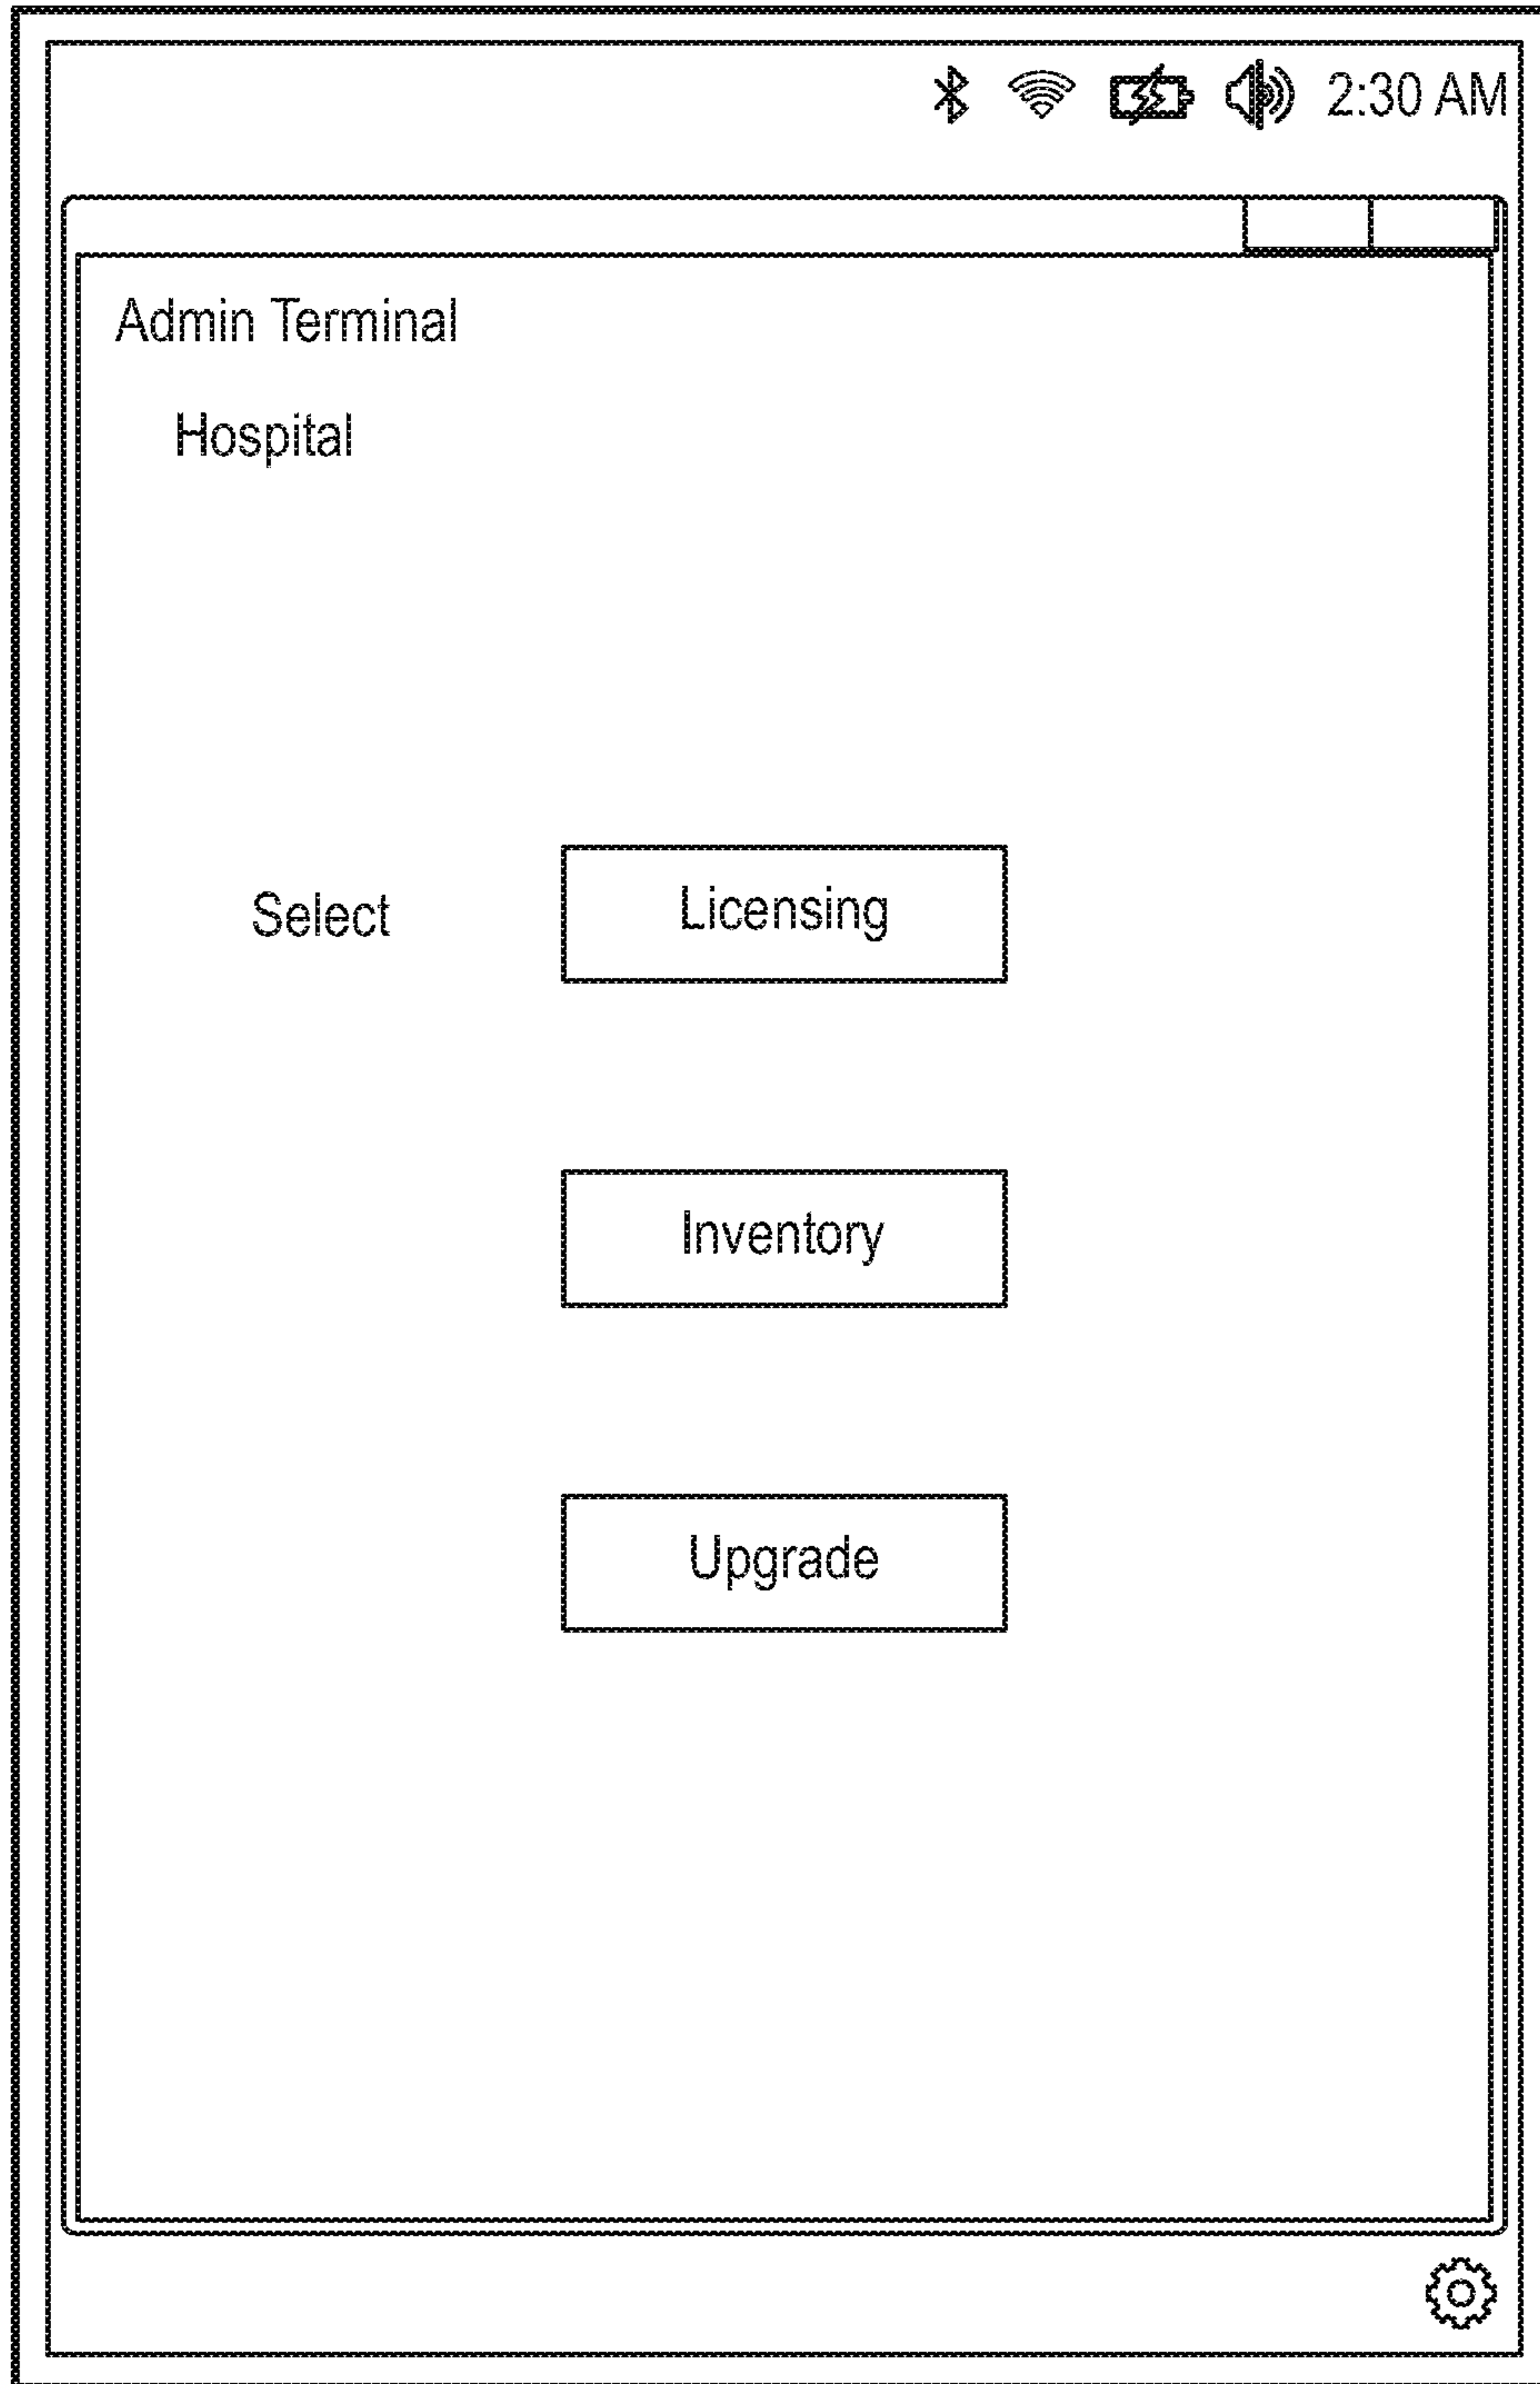 2:30 AM
Admin Terminal
Hospital
Select
Licensing
Inventory
Upgrade